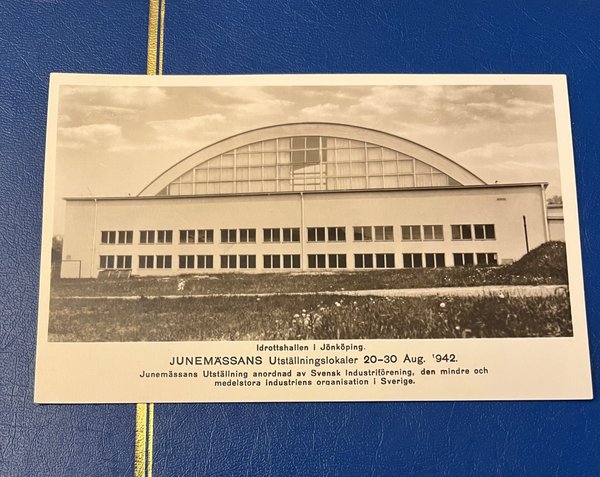 Idrottshallen i Jönköping.
JUNEMÄSSANS Utställningslokaler 20-30 Aug. '942.
Junemässans Utställning anordnad av Svensk Industriförening, den mindre och
medelstora Industriens organisation i Sverige.